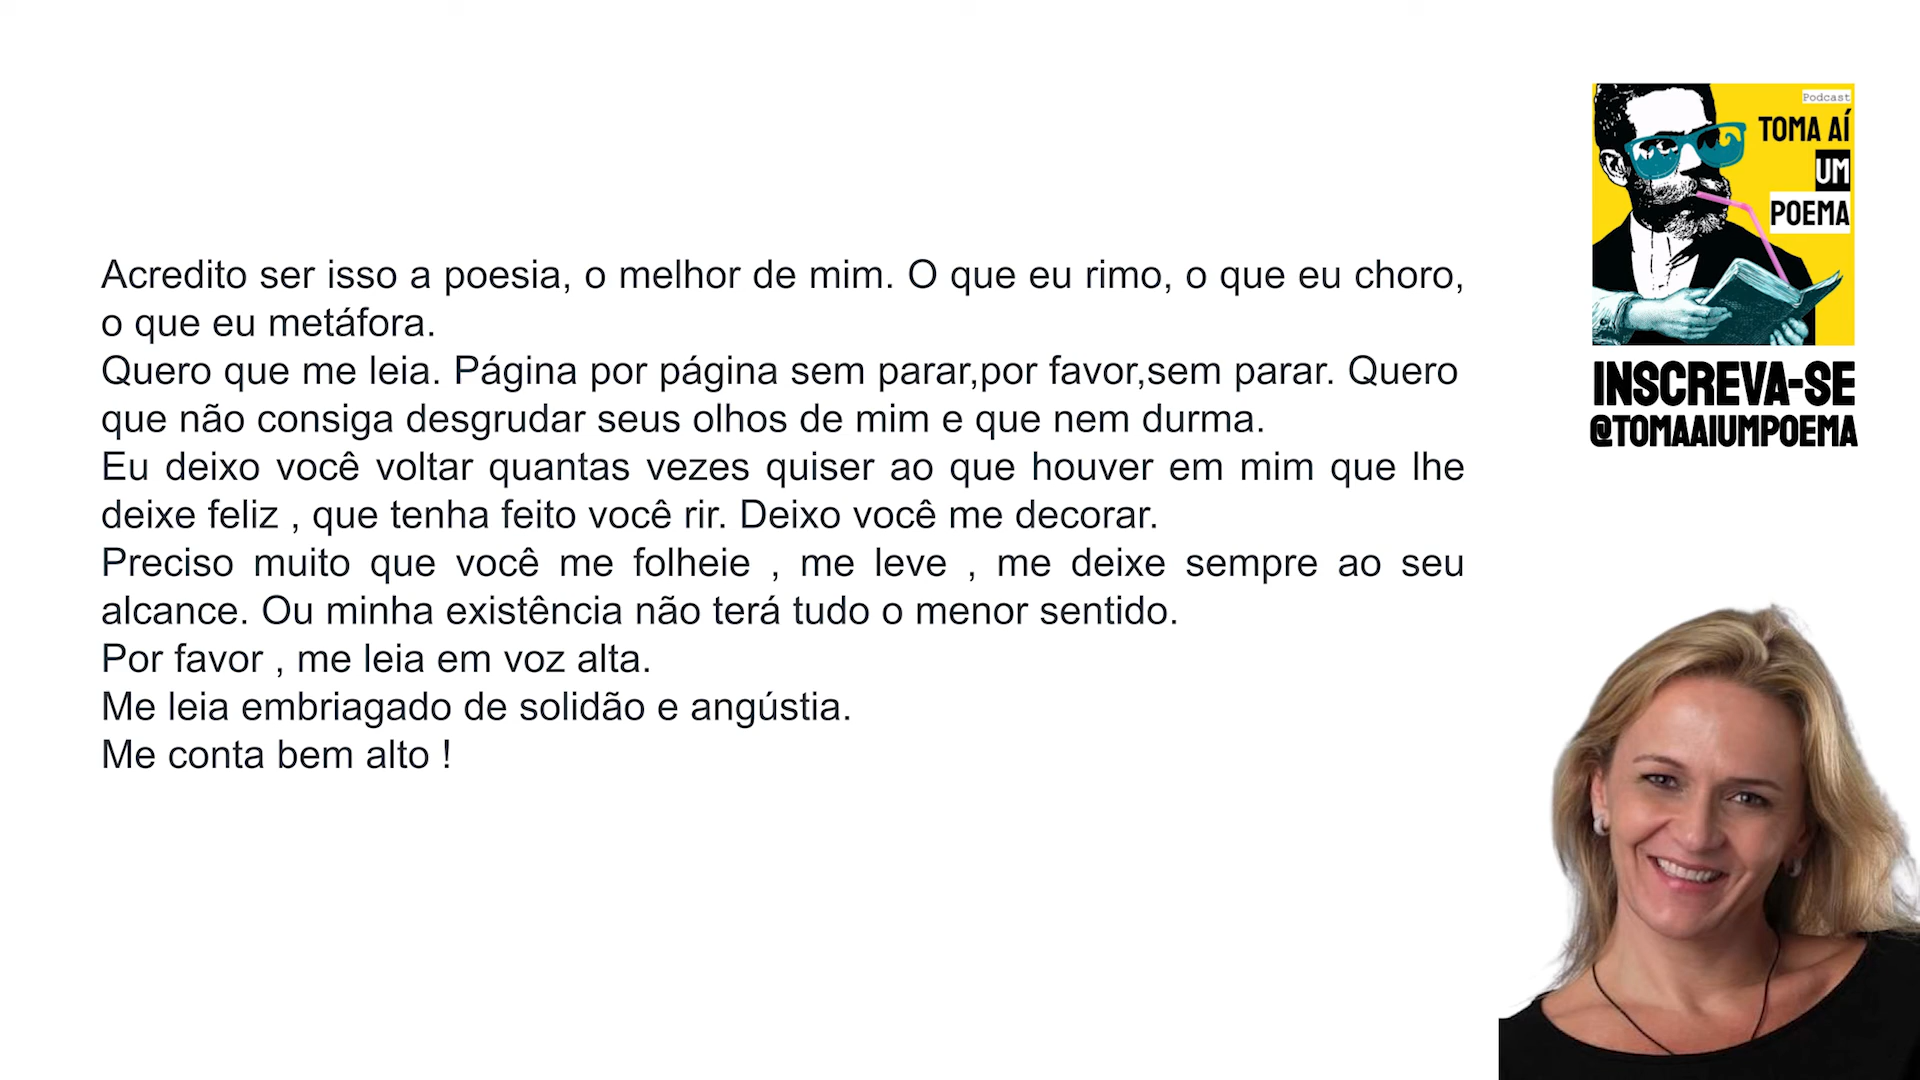 Acredito ser isso a poesia, o melhor de mim. O que eu rimo, o que eu choro,
o que eu metáfora.
Quero que me leia. Página por página sem parar,por favor,sem parar. Quero
que não consiga desgrudar seus olhos de mim e que nem durma.
Eu deixo você voltar quantas vezes quiser ao que houver em mim que lhe
deixe feliz , que tenha feito você rir. Deixo você me decorar.
Preciso muito que você me folheie , me leve , me deixe sempre ao seu
alcance. Ou minha existência não terá tudo o menor sentido.
Por favor , me leia em voz alta.
Me leia embriagado de solidão e angústia.
Me conta bem alto !
Podcast
TOMA AÍ
UM
POEMA
INSCREVA-SE
@TOMAAIUMPOEMA